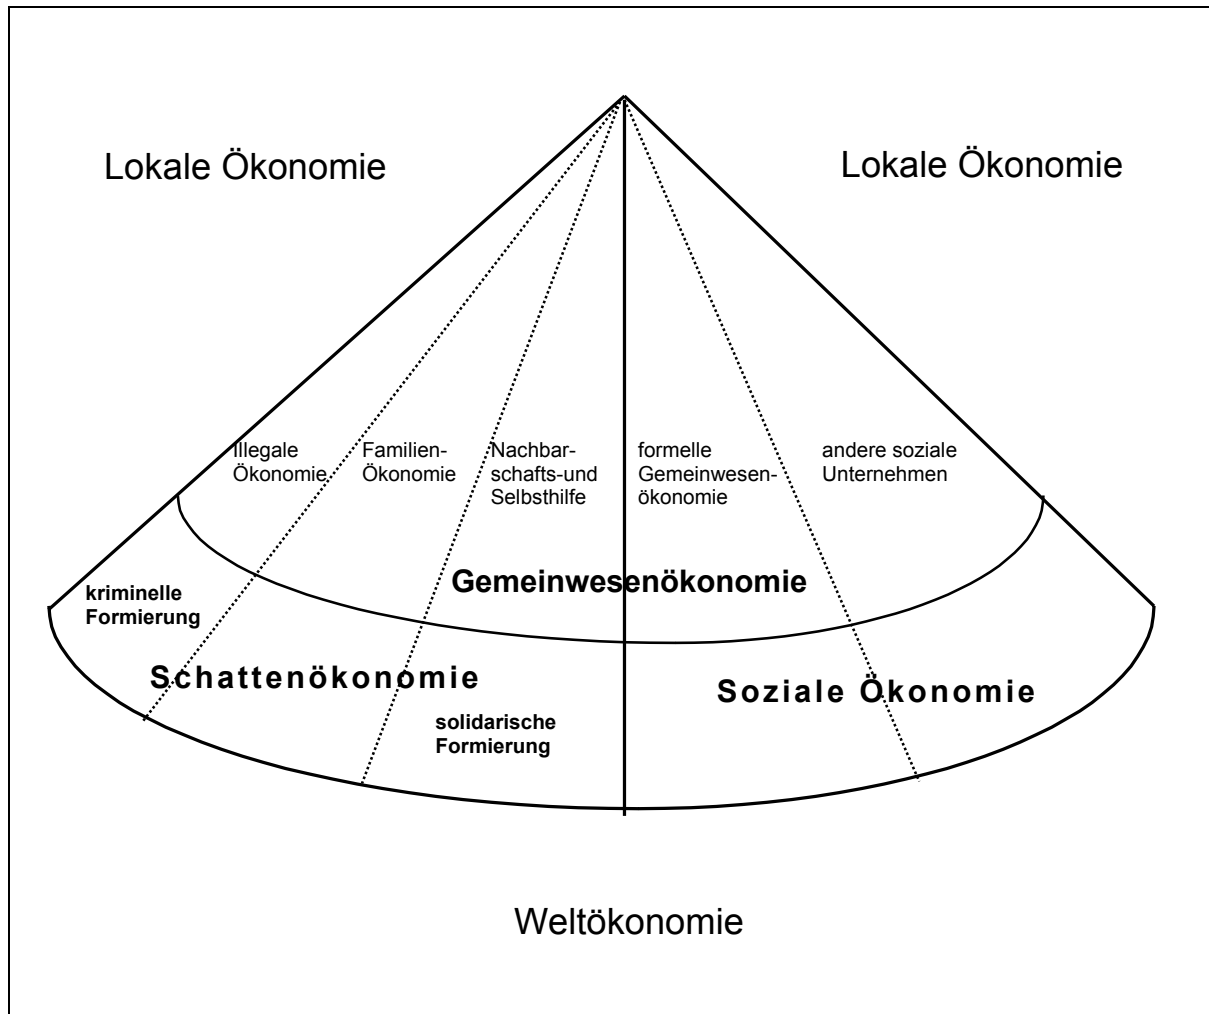 Lokale Ökonomie
Lokale Ökonomie
Illegale
Ökonomie
Familien-
Ökonomie
Nachbar-
schafts-und
Selbsthilfe
formelle
Gemeinwesen-
ökonomie
andere soziale
Unternehmen
Gemeinwesenökonomie
kriminelle
Formierung
Schattenökonomie
Soziale Ökonomie
solidarische
Formierung
Weltökonomie